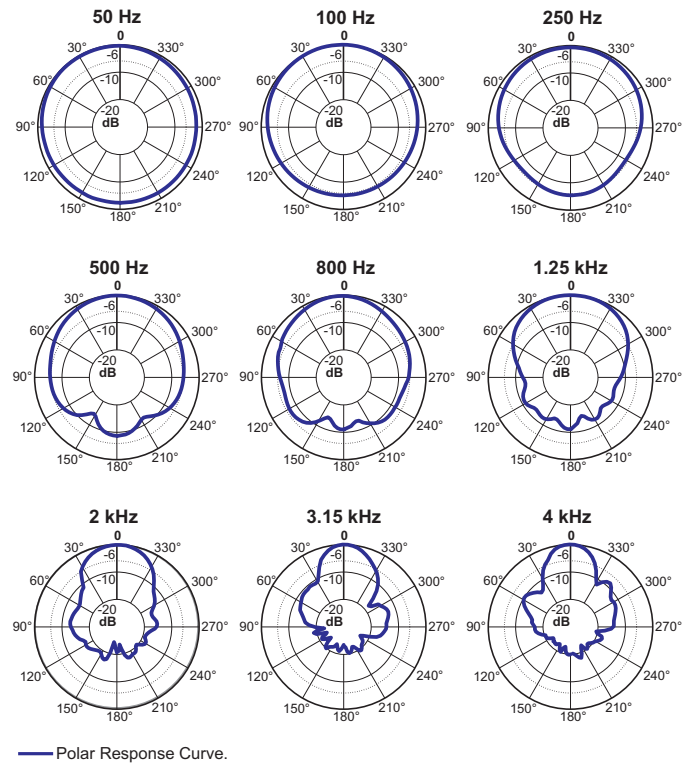 50 Hz 100 Hz 250 Hz
0 0 0
30° 330° 30° 330° 30° 330°
-6 -6 -6
60° -10 300° 60° -10 300° 60° -10 300°
-20 -20 -20
90° dB 270° 90° dB 270° 90° dB 270°
120° 240° 120° 240° 120° 240°
150° 210° 150° 210° 150° 210°
180° 180° 180°
500 Hz 800 Hz 1.25 kHz
0 0 0
30° 330° 30° 330° 30° 330°
-6 -6 -6
60° -10 300° 60° -10 300° 60° -10 300°
-20 -20 -20
90° dB 270° 90° dB 270° 90° dB 270°
120° 240° 120° 240° 120° 240°
150° 210° 150° 210° 150° 210°
180° 180° 180°
2 kHz 3.15 kHz 4 kHz
0 0 0
30° 330° 30° 330° 30° 330°
-6 -6 -6
60° -10 300° 60° -10 300° 60° -10 300°
-20 -20 -20
90° dB 270° 90° dB 270° 90° dB 270°
120° 240° 120° 240° 120° 240°
150° 210° 150° 210° 150° 210°
180° 180° 180°
Polar Response Curve.